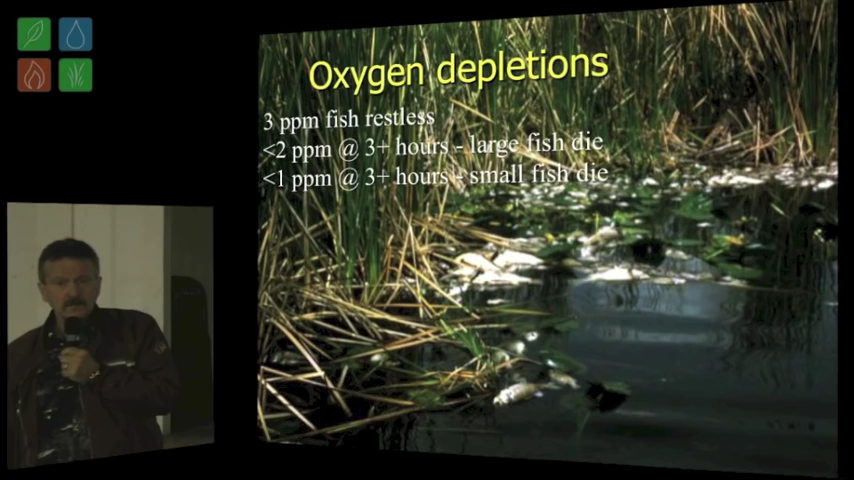 Oxygen depletions
3 ppm fish restless
<2 ppm @ 3+ hours - large fish die
<1 ppm @ 3+ hours - small fish die